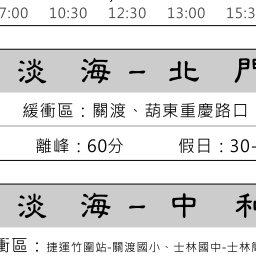 7:00 10:30 12:30 13:00 15:3
淡 海 - 北 門
緩衝區：關渡、葫東重慶路口
離峰：60分 假日：30-
淡 海 - 中 和
衝區：捷運竹圍站-關渡國小、士林國中-士林